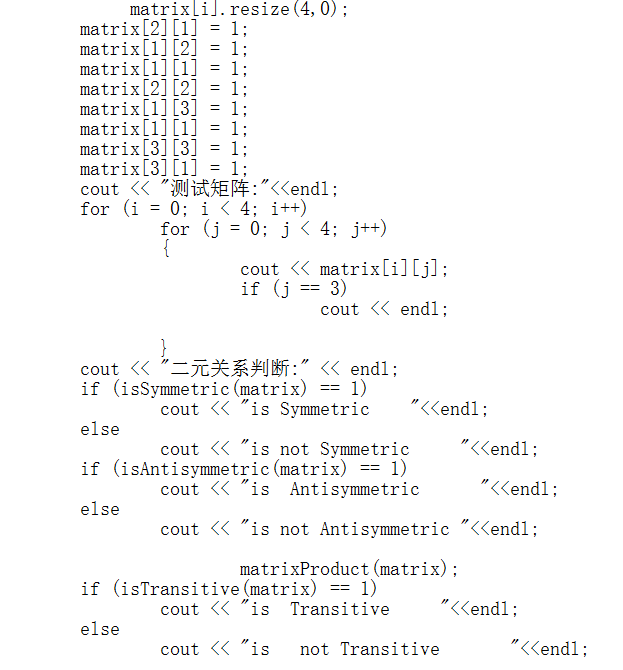 matrix[i].resize(4,0);
matrix[2][1] = 1;
matrix[1][2] = 1;
matrix[1][1] = 1;
matrix[2][2] = 1;
matrix[1][3] = 1;
matrix[1][1] = 1;
matrix[3][3] = 1;
matrix[3][1] = 1;
cout << "测试矩阵:"<<endl;
for (i = 0; i < 4; i++)
for (j = 0; j < 4; j++)
{
cout << matrix[i][j];
if (j == 3)
cout << endl;
}
cout << "二元关系判断:" << endl;
if (isSymmetric(matrix) == 1)
cout << "is Symmetric    "<<endl;
else
cout << "is not Symmetric     "<<endl;
if (isAntisymmetric(matrix) == 1)
cout << "is  Antisymmetric      "<<endl;
else
cout << "is not Antisymmetric "<<endl;
matrixProduct(matrix);
if (isTransitive(matrix) == 1)
cout << "is  Transitive     "<<endl;
else
cout << "is   not Transitive       "<<endl;